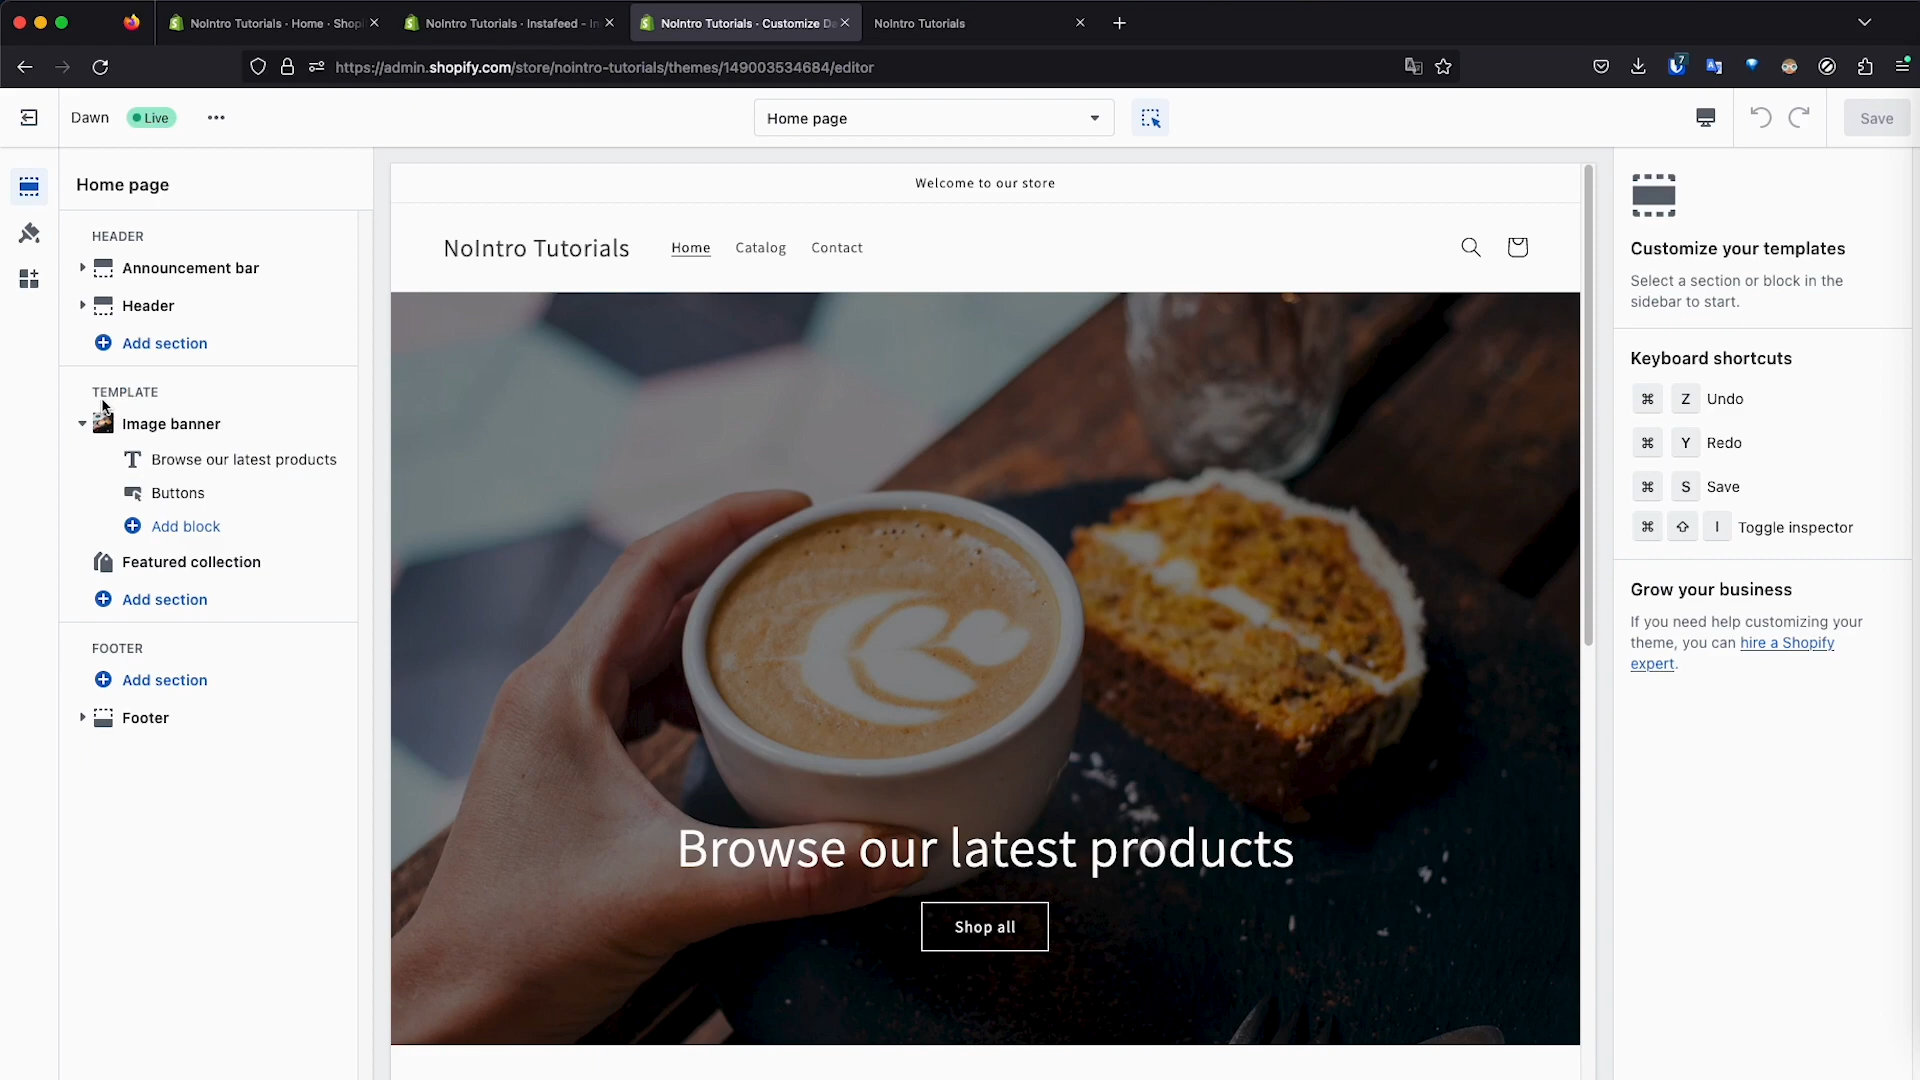 NoIntro Tutorials · Home · Shopi
NoIntro Tutorials · Instafeed - In
NoIntro Tutorials · Customize Da
NoIntro Tutorials
https://admin.shopify.com/store/nointro-tutorials/themes/149003534684/editor
7
Dawn
Live
Home page
Save
Home page
HEADER
Announcement bar
Header
Add section
TEMPLATE
Image banner
Browse our latest products
Buttons
Add block
Featured collection
Add section
FOOTER
Add section
Footer
Welcome to our store
NoIntro Tutorials
Home
Catalog
Contact
Browse our latest products
Shop all
Customize your templates
Select a section or block in the
sidebar to start.
Keyboard shortcuts
⌘ Z Undo
⌘ Y Redo
⌘ S Save
⌘ ⇧ I Toggle inspector
Grow your business
If you need help customizing your
theme, you can hire a Shopify
expert.